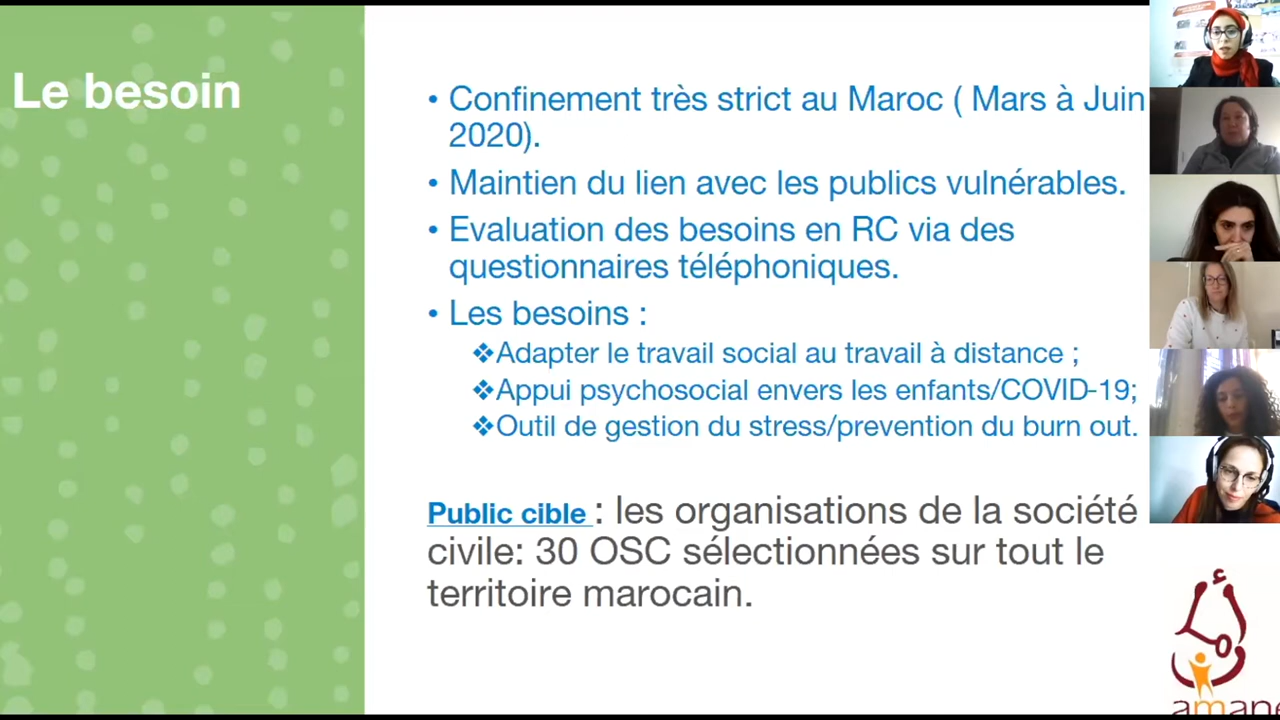 Le besoin
• Confinement très strict au Maroc ( Mars à Juin
2020).
• Maintien du lien avec les publics vulnérables.
• Evaluation des besoins en RC via des
questionnaires téléphoniques.
• Les besoins :
❖Adapter le travail social au travail à distance ;
❖Appui psychosocial envers les enfants/COVID-19;
❖Outil de gestion du stress/prevention du burn out.
Public cible : les organisations de la société
civile: 30 OSC sélectionnées sur tout le
territoire marocain.
amane